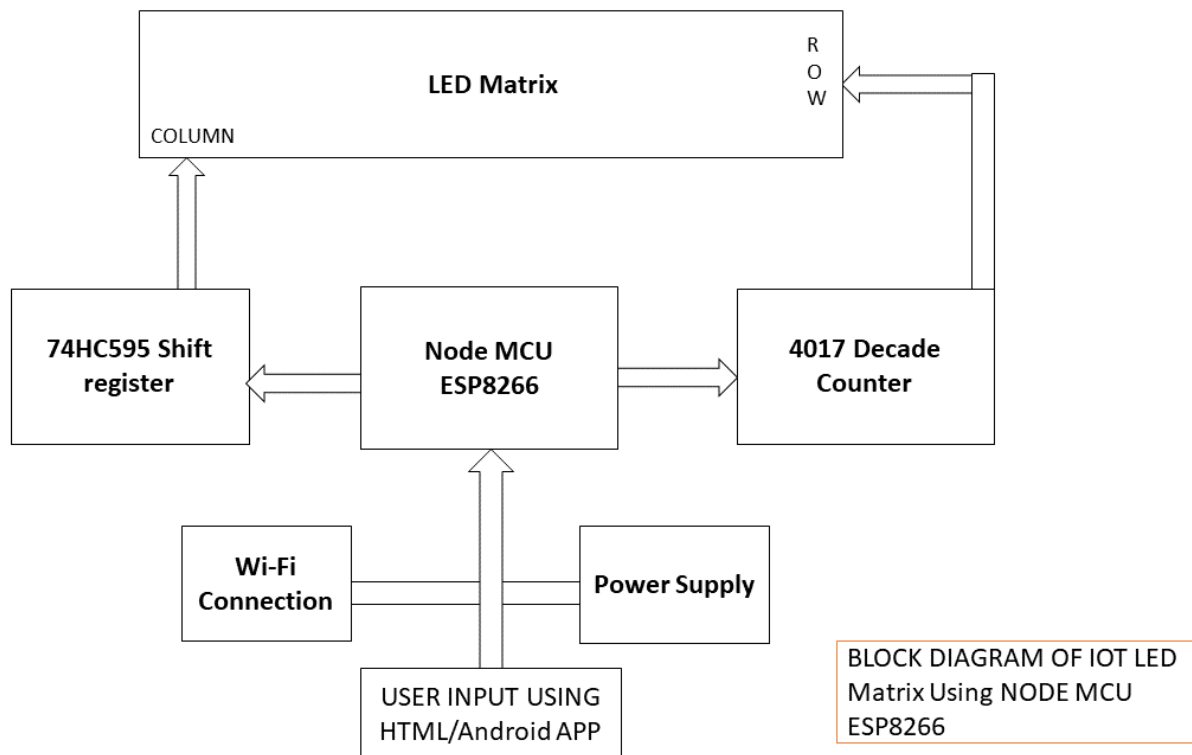 LED Matrix
R
O
W
COLUMN
74HC595 Shift
register
Node MCU
ESP8266
4017 Decade
Counter
Wi-Fi
Connection
Power Supply
USER INPUT USING
HTML/Android APP
BLOCK DIAGRAM OF IOT LED
Matrix Using NODE MCU
ESP8266